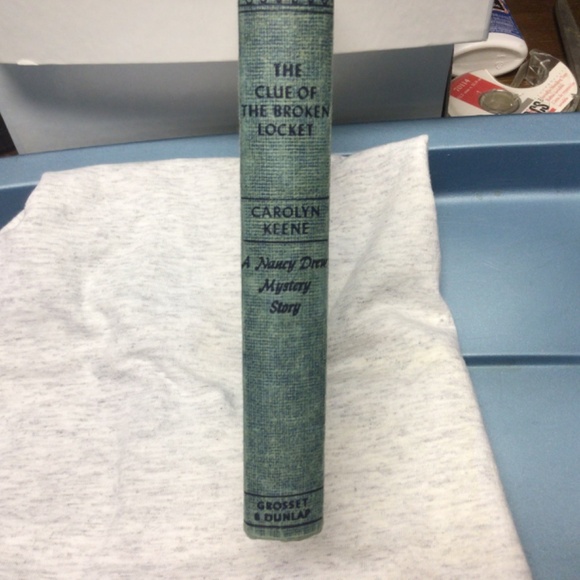 THE
CLUE OF
THE BROKEN
LOCKET
CAROLYN
KEENE
A Nancy Drew
Mystery
Story
GROSSET
& DUNLAP